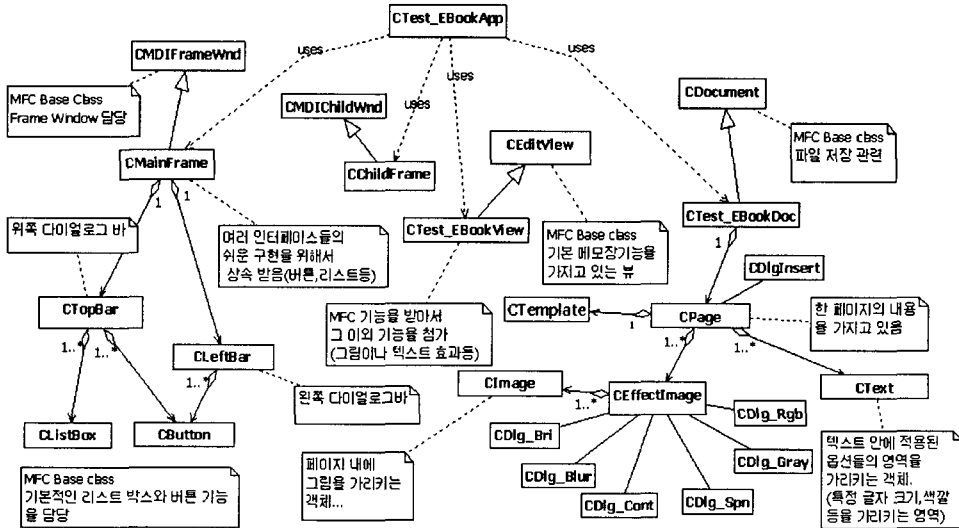 CTest_EBookApp
CMDIFrameWnd
uses
uses
uses
uses
MFC Base Class
Frame Window 담당
CMDIChildWnd
CDocument
CEditView
MFC Base class
파일 저장 관련
CMainFrame
CChildFrame
1
1
위쪽 다이얼로그 바
여러 인터페이스들의
쉬운 구현을 위해서
상속 받음(버튼,리스트등)
CTest_EBookView
MFC Base class
기본 메모장기능을
가지고 있는 뷰
CTest_EBookDoc
1
CDlgInsert
CTopBar
MFC 기능을 받아서
그 이외 기능을 첨가
(그림이나 텍스트 효과등)
CTemplate
1
CPage
한 페이지의 내용
을 가지고 있음
1..*
1..*
1..*
1..*
CLeftBar
1..*
CImage
1..*
CEffectImage
CText
왼쪽 다이얼로그바
CDlg_Rgb
CListBox
CButton
CDlg_Bri
CDlg_Gray
CDlg_Blur
CDlg_Cont
CDlg_Spn
MFC Base class
기본적인 리스트 박스와 버튼 기능
을 담당
페이지 내에
그림을 가리키는
객체...
텍스트 안에 적용된
옵션들의 영역을
가리키는 객체.
(특정 글자 크기,색깔
등을 가리키는 영역)